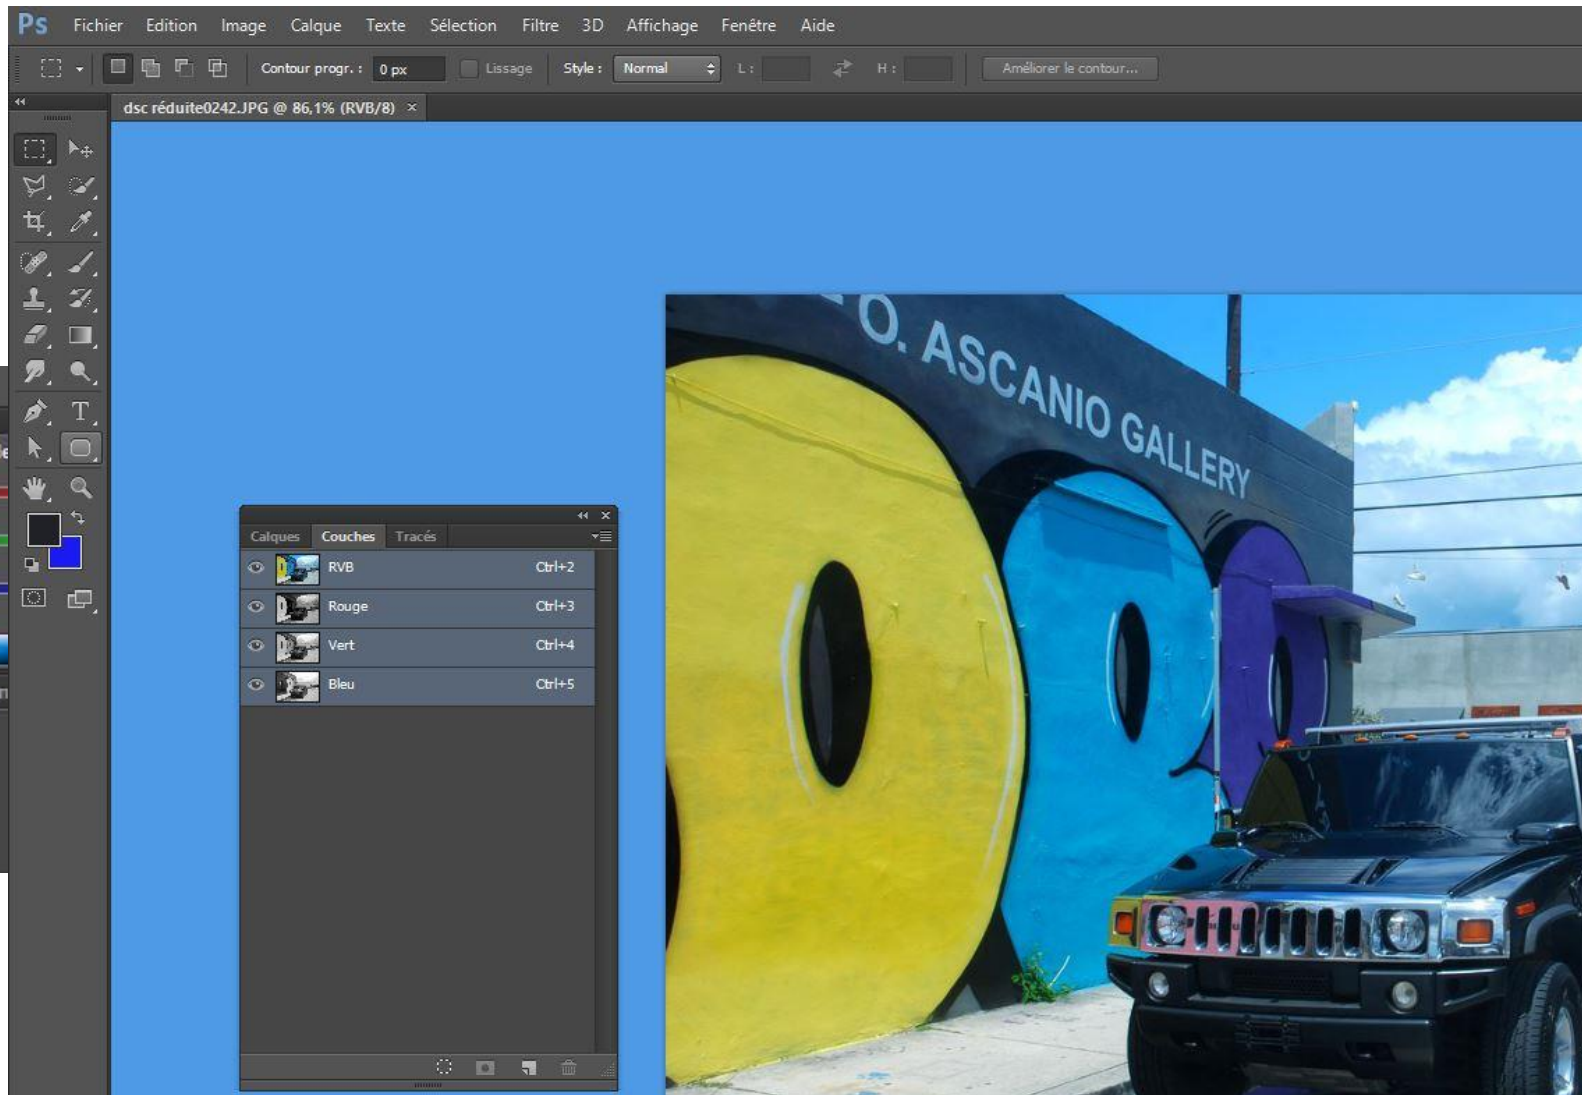 Ps Fichier Edition Image Calque Texte Sélection Filtre 3D Affichage Fenêtre Aide
Contour progr. : 0 px Lissage Style : Normal L : H : Améliorer le contour...
dsc réduite0242.JPG @ 86,1% (RVB/8) ×
O. ASCANIO GALLERY
T
Calques Couches Tracés
RVB Ctrl+2
Rouge Ctrl+3
Vert Ctrl+4
Bleu Ctrl+5